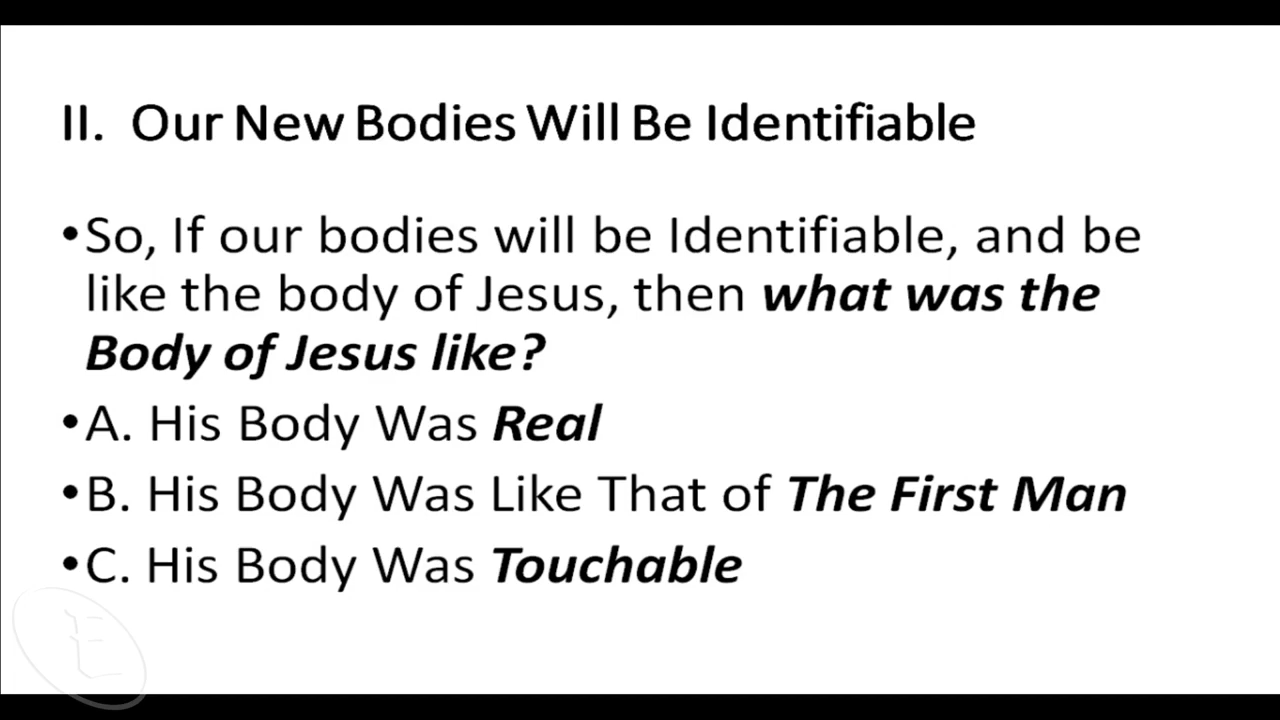 II. Our New Bodies Will Be Identifiable
•So, If our bodies will be Identifiable, and be
like the body of Jesus, then what was the
Body of Jesus like?
•A. His Body Was Real
•B. His Body Was Like That of The First Man
•C. His Body Was Touchable